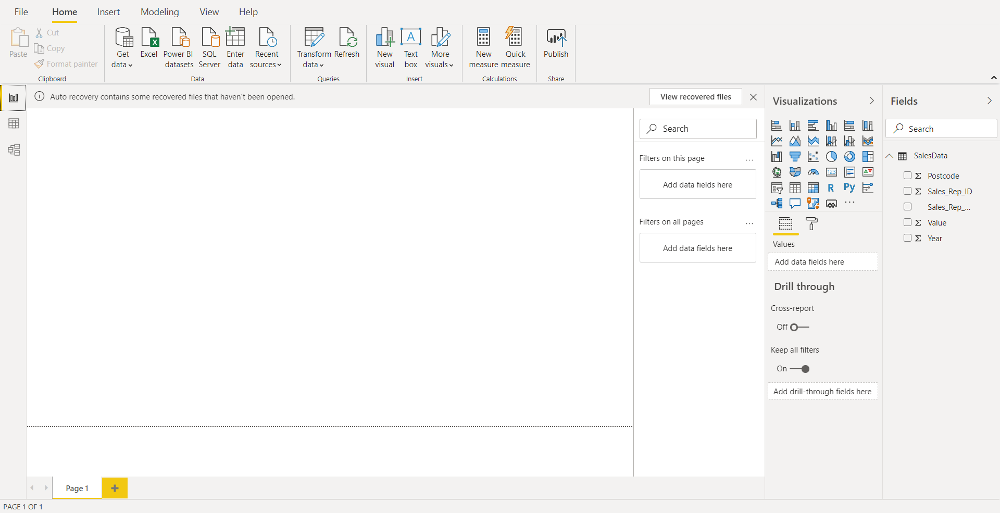 File Home Insert Modeling View Help
Paste
Cut
Copy
Format painter
Clipboard
Get data
Excel
Power BI datasets
SQL Server
Enter data
Recent sources
Data
Transform data
Refresh
Queries
New visual
A
Text box
More visuals
Insert
New measure
Quick measure
Calculations
Publish
Share
Auto recovery contains some recovered files that haven't been opened.
View recovered files
Search
Filters on this page ...
Add data fields here
Filters on all pages ...
Add data fields here
Visualizations
123
R
Py
...
Values
Add data fields here
Drill through
Cross-report
Off
Keep all filters
On
Add drill-through fields here
Fields
Search
SalesData
Σ Postcode
Σ Sales_Rep_ID
Sales_Rep_...
Σ Value
Σ Year
Page 1
PAGE 1 OF 1